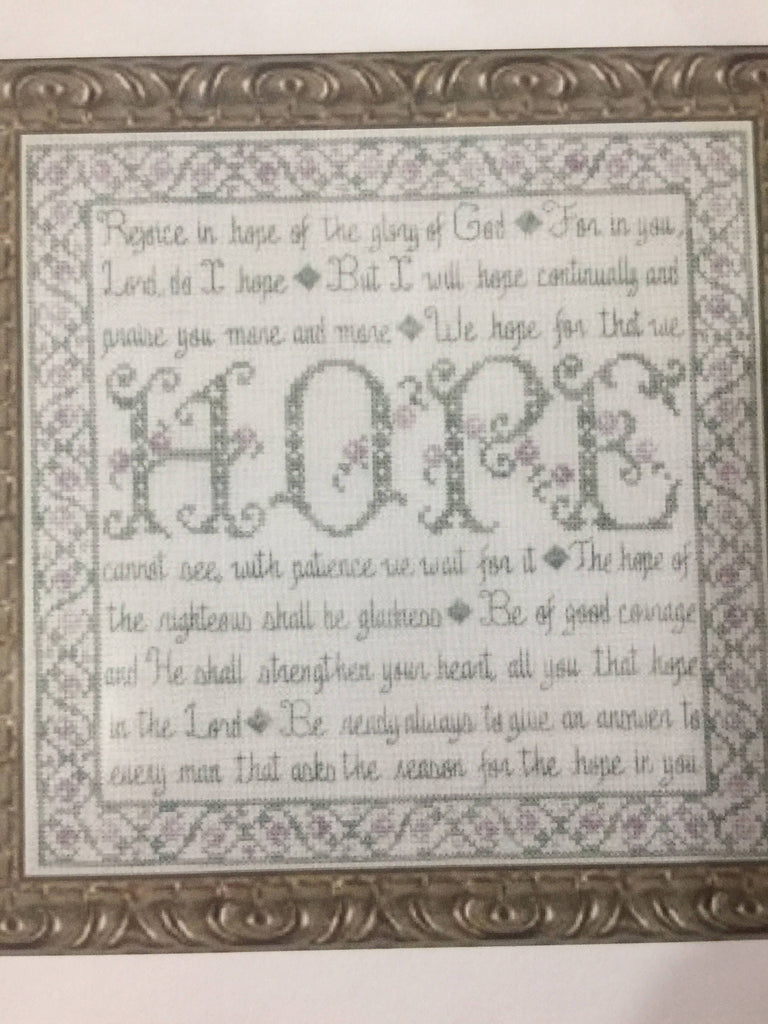 Rejoice in hope of the glory of God ◆ For in you,
Lord, do I hope ◆ But I will hope continually and
praise you more and more ◆ We hope for that we
HOPE
cannot see, with patience we wait for it ◆ The hope of
the righteous shall be gladness ◆ Be of good courage
and He shall strengthen your heart, all you that hope
in the Lord ◆ Be ready always to give an answer to
every man that asks the reason for the hope in you